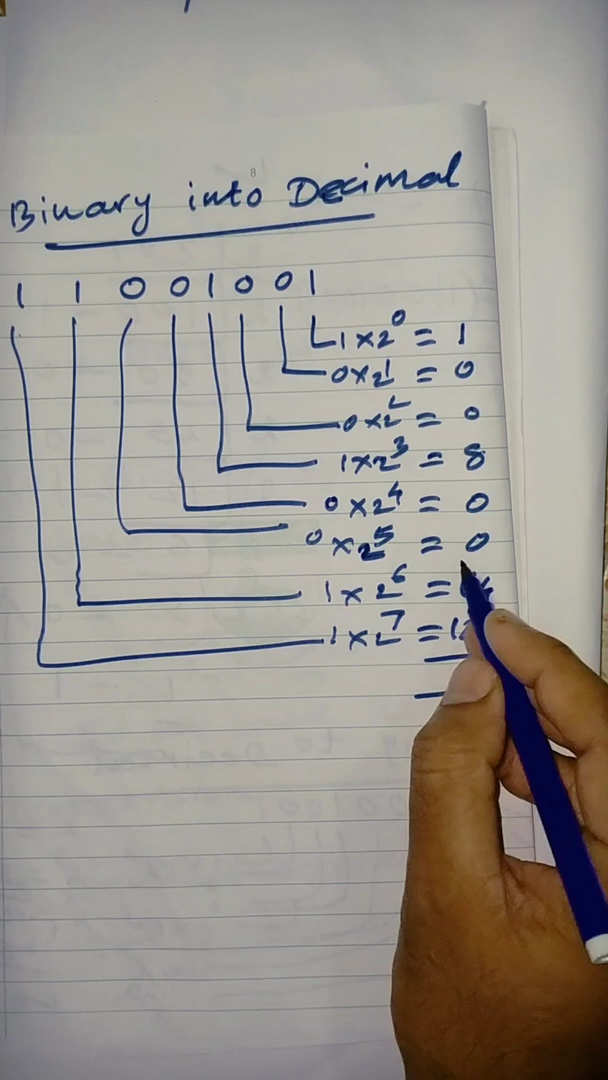 Binary into Decimal
1 1 0 0 1 0 0 1
1 × 2⁰ = 1
0 × 2¹ = 0
0 × 2² = 0
1 × 2³ = 8
0 × 2⁴ = 0
0 × 2⁵ = 0
1 × 2⁶ =
1 × 2⁷ =